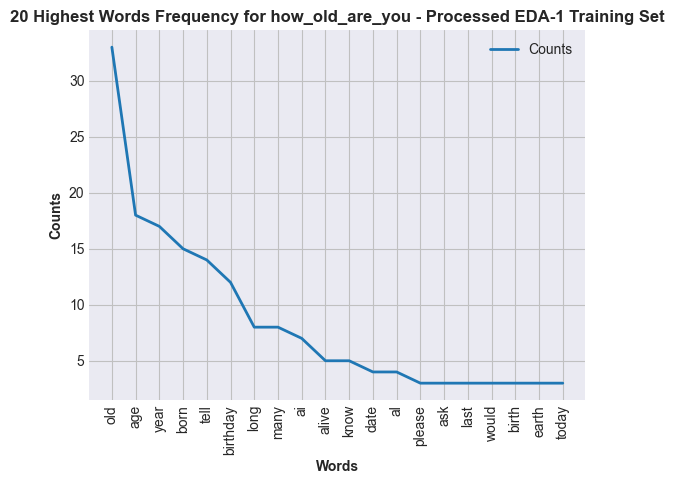 20 Highest Words Frequency for how_old_are_you - Processed EDA-1 Training Set
Counts
30
25
20
15
10
5
Counts
old
age
year
born
tell
birthday
long
many
ai
alive
know
date
al
please
ask
last
would
birth
earth
today
Words